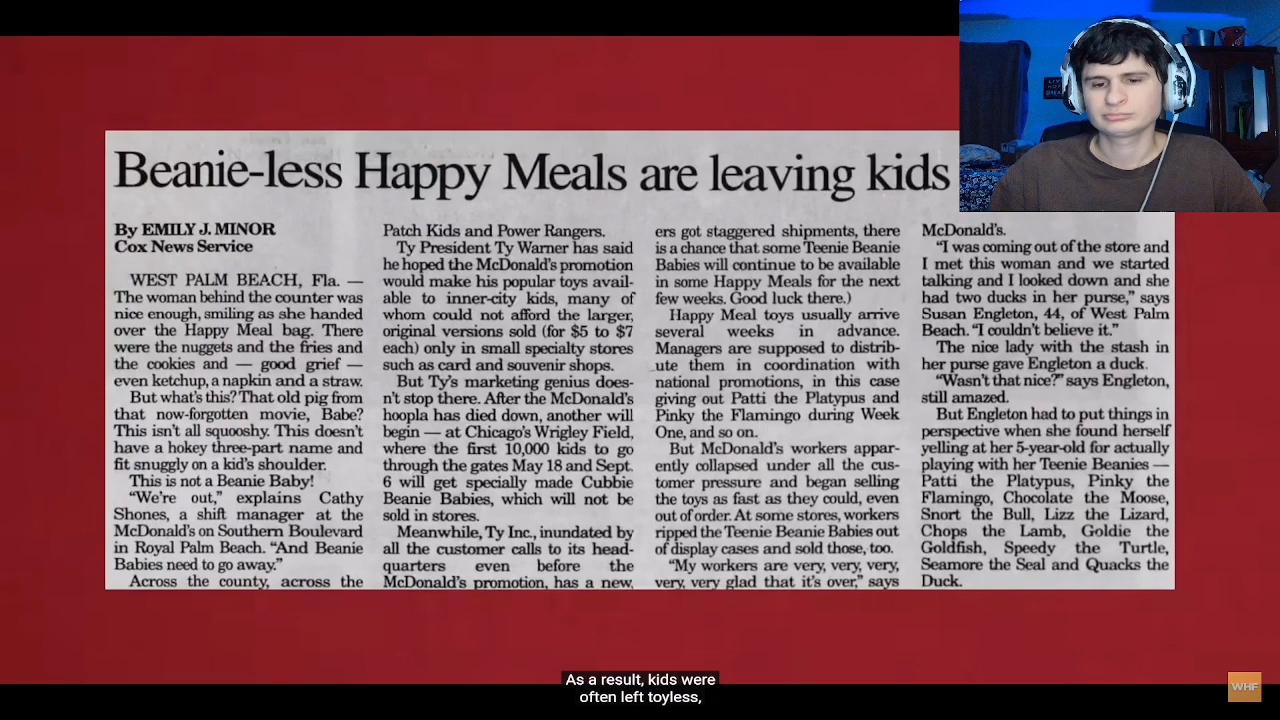 Beanie-less Happy Meals are leaving kids
By EMILY J. MINOR
Cox News Service
WEST PALM BEACH, Fla. —
The woman behind the counter was
nice enough, smiling as she handed
over the Happy Meal bag. There
were the nuggets and the fries and
the cookies and — good grief —
even ketchup, a napkin and a straw.
But what's this? That old pig from
that now-forgotten movie, Babe?
This isn't all squooshy. This doesn't
have a hokey three-part name and
fit snuggly on a kid's shoulder.
This is not a Beanie Baby!
"We're out," explains Cathy
Shones, a shift manager at the
McDonald's on Southern Boulevard
in Royal Palm Beach. "And Beanie
Babies need to go away."
Across the county, across the
Patch Kids and Power Rangers.
Ty President Ty Warner has said
he hoped the McDonald's promotion
would make his popular toys avail-
able to inner-city kids, many of
whom could not afford the larger,
original versions sold (for $5 to $7
each) only in small specialty stores
such as card and souvenir shops.
But Ty's marketing genius does-
n't stop there. After the McDonald's
hoopla has died down, another will
begin — at Chicago's Wrigley Field,
where the first 10,000 kids to go
through the gates May 18 and Sept.
6 will get specially made Cubbie
Beanie Babies, which will not be
sold in stores.
Meanwhile, Ty Inc., inundated by
all the customer calls to its head-
quarters even before the
McDonald's promotion, has a new,
ers got staggered shipments, there
is a chance that some Teenie Beanie
Babies will continue to be available
in some Happy Meals for the next
few weeks. Good luck there.)
Happy Meal toys usually arrive
several weeks in advance.
Managers are supposed to distrib-
ute them in coordination with
national promotions, in this case
giving out Patti the Platypus and
Pinky the Flamingo during Week
One, and so on.
But McDonald's workers appar-
ently collapsed under all the cus-
tomer pressure and began selling
the toys as fast as they could, even
out of order. At some stores, workers
ripped the Teenie Beanie Babies out
of display cases and sold those, too.
"My workers are very, very, very,
very, very glad that it's over," says
McDonald's.
"I was coming out of the store and
I met this woman and we started
talking and I looked down and she
had two ducks in her purse," says
Susan Engleton, 44, of West Palm
Beach. "I couldn't believe it."
The nice lady with the stash in
her purse gave Engleton a duck.
"Wasn't that nice?" says Engleton,
still amazed.
But Engleton had to put things in
perspective when she found herself
yelling at her 5-year-old for actually
playing with her Teenie Beanies —
Patti the Platypus, Pinky the
Flamingo, Chocolate the Moose,
Snort the Bull, Lizz the Lizard,
Chops the Lamb, Goldie the
Goldfish, Speedy the Turtle,
Seamore the Seal and Quacks the
Duck.
As a result, kids were
often left toyless,
WHF